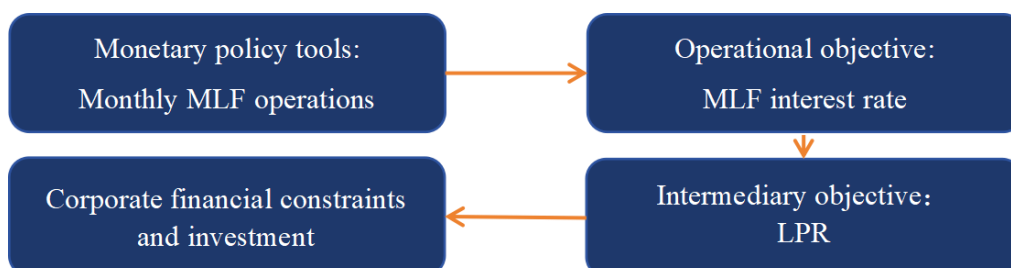 Monetary policy tools:
Monthly MLF operations
Operational objective:
MLF interest rate
Intermediary objective：
LPR
Corporate financial constraints
and investment